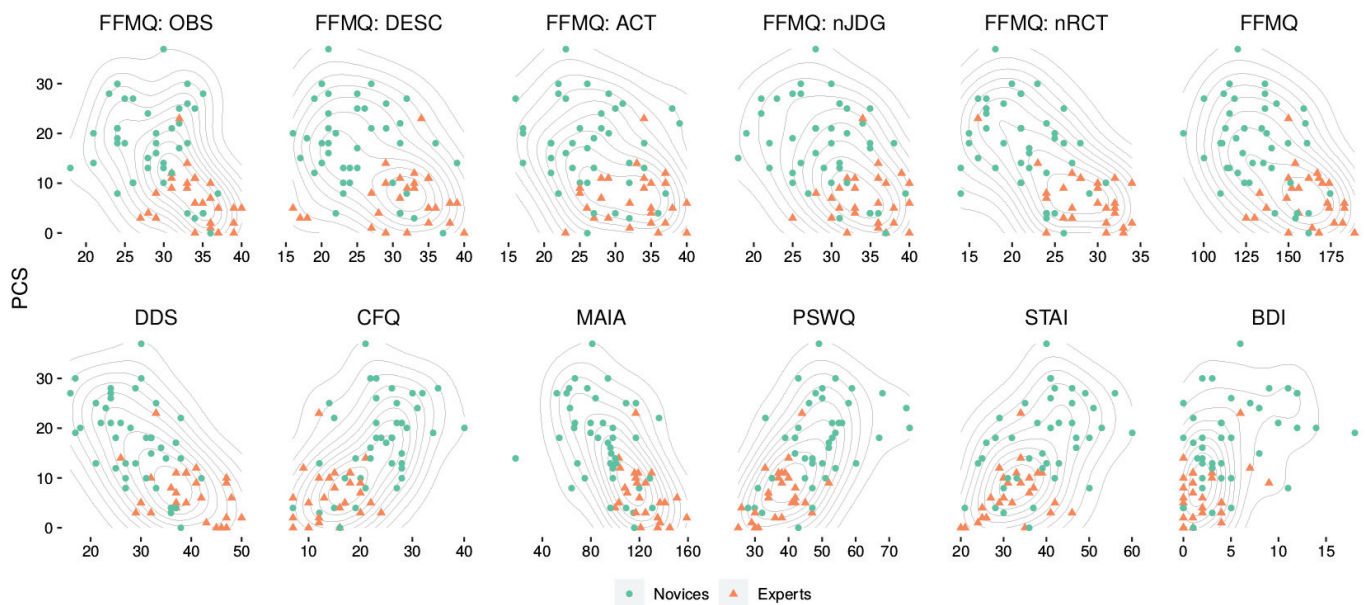 FFMQ: OBS FFMQ: DESC FFMQ: ACT FFMQ: nJDG FFMQ: nRCT FFMQ
30
20
10
0
20 25 30 35 40 15 20 25 30 35 40 15 20 25 30 35 40 20 25 30 35 40 15 20 25 30 35 100 125 150 175
PCS
DDS CFQ MAIA PSWQ STAI BDI
30
20
10
0
20 30 40 50 10 20 30 40 40 80 120 160 30 40 50 60 70 20 30 40 50 60 0 5 10 15
Novices Experts